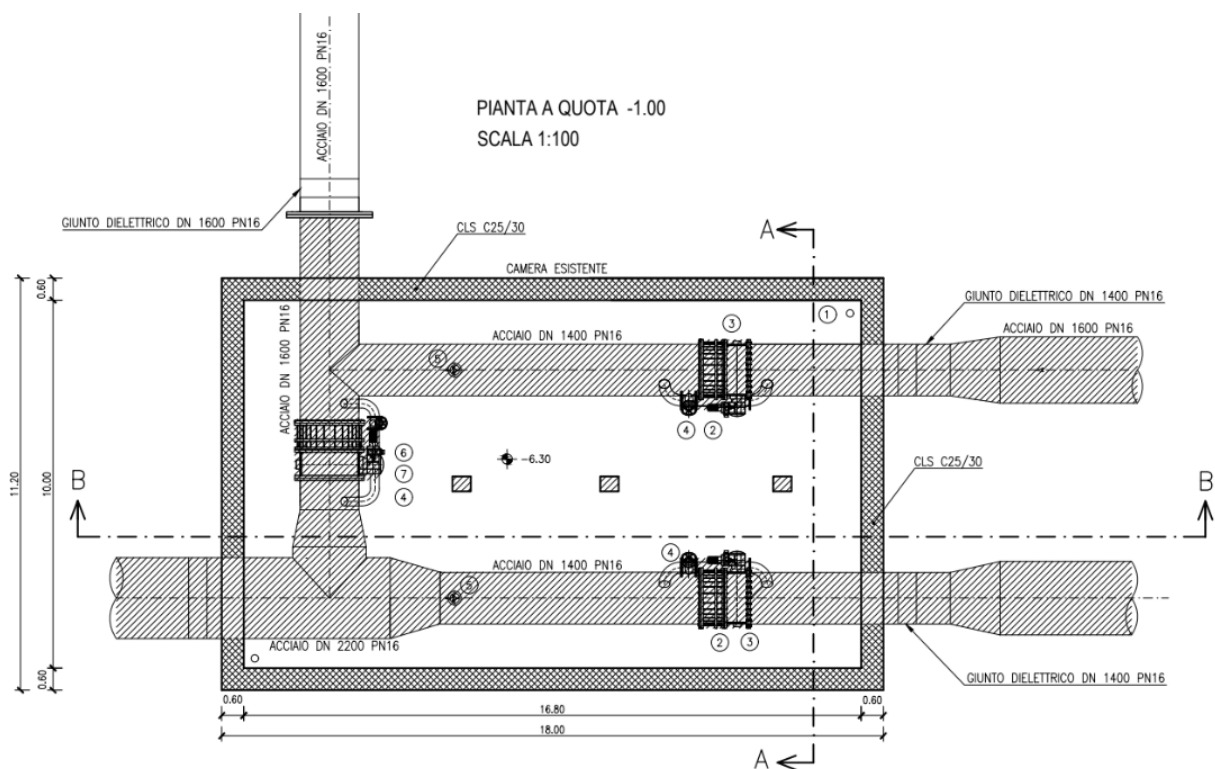 ACCIAIO DN 1600 PN16
PIANTA A QUOTA -1.00
SCALA 1:100
GIUNTO DIELETTRICO DN 1600 PN16
CLS C25/30
A
CAMERA ESISTENTE
0.60
GIUNTO DIELETTRICO DN 1400 PN16
1
3
ACCIAIO DN 1400 PN16
ACCIAIO DN 1600 PN16
ACCIAIO DN 1600 PN16
5
4
2
6
-6.30
CLS C25/30
7
11.20
10.00
B
B
4
4
ACCIAIO DN 1400 PN16
5
ACCIAIO DN 2200 PN16
2
3
0.60
GIUNTO DIELETTRICO DN 1400 PN16
0.60
16.80
0.60
18.00
A